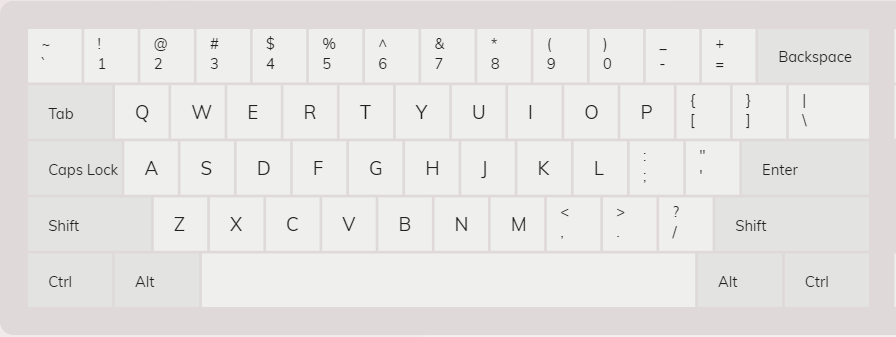 ~ ! @ # $ % ^ & * ( ) _ +
` 1 2 3 4 5 6 7 8 9 0 - = Backspace
Tab Q W E R T Y U I O P { [ } ] | \
Caps Lock A S D F G H J K L : ; " ' Enter
Shift Z X C V B N M < , > . ? / Shift
Ctrl Alt Alt Ctrl